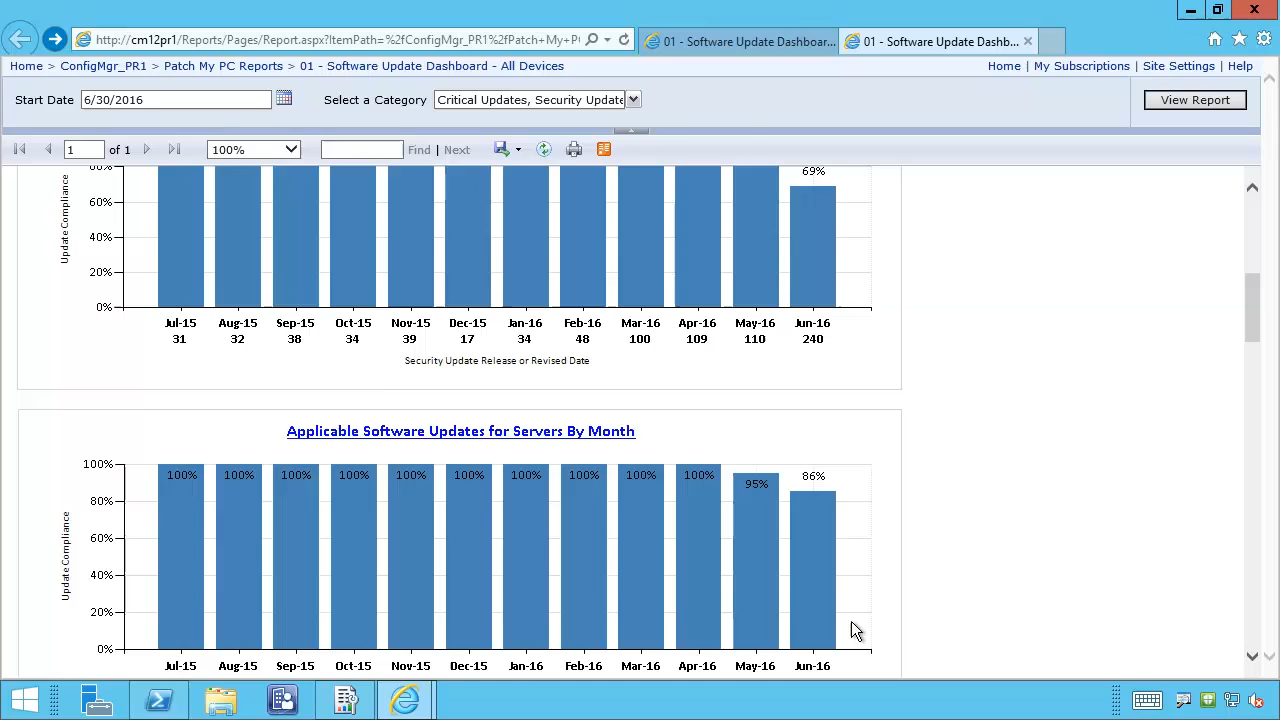 http://cm12pr1/Reports/Pages/Report.aspx?ItemPath=%2fConfigMgr_PR1%2fPatch+My+P(
01 - Software Update Dashboar...
01 - Software Update Dashb...
Home > ConfigMgr_PR1 > Patch My PC Reports > 01 - Software Update Dashboard - All Devices
Home | My Subscriptions | Site Settings | Help
Start Date 6/30/2016 Select a Category Critical Updates, Security Update View Report
1 of 1 100% Find | Next
80%
69%
60%
40%
20%
0%
Update Compliance
Jul-15 Aug-15 Sep-15 Oct-15 Nov-15 Dec-15 Jan-16 Feb-16 Mar-16 Apr-16 May-16 Jun-16
31 32 38 34 39 17 34 48 100 109 110 240
Security Update Release or Revised Date
Applicable Software Updates for Servers By Month
100% 100% 100% 100% 100% 100% 100% 100% 100% 100% 100% 95% 86%
80%
60%
40%
20%
0%
Update Compliance
Jul-15 Aug-15 Sep-15 Oct-15 Nov-15 Dec-15 Jan-16 Feb-16 Mar-16 Apr-16 May-16 Jun-16